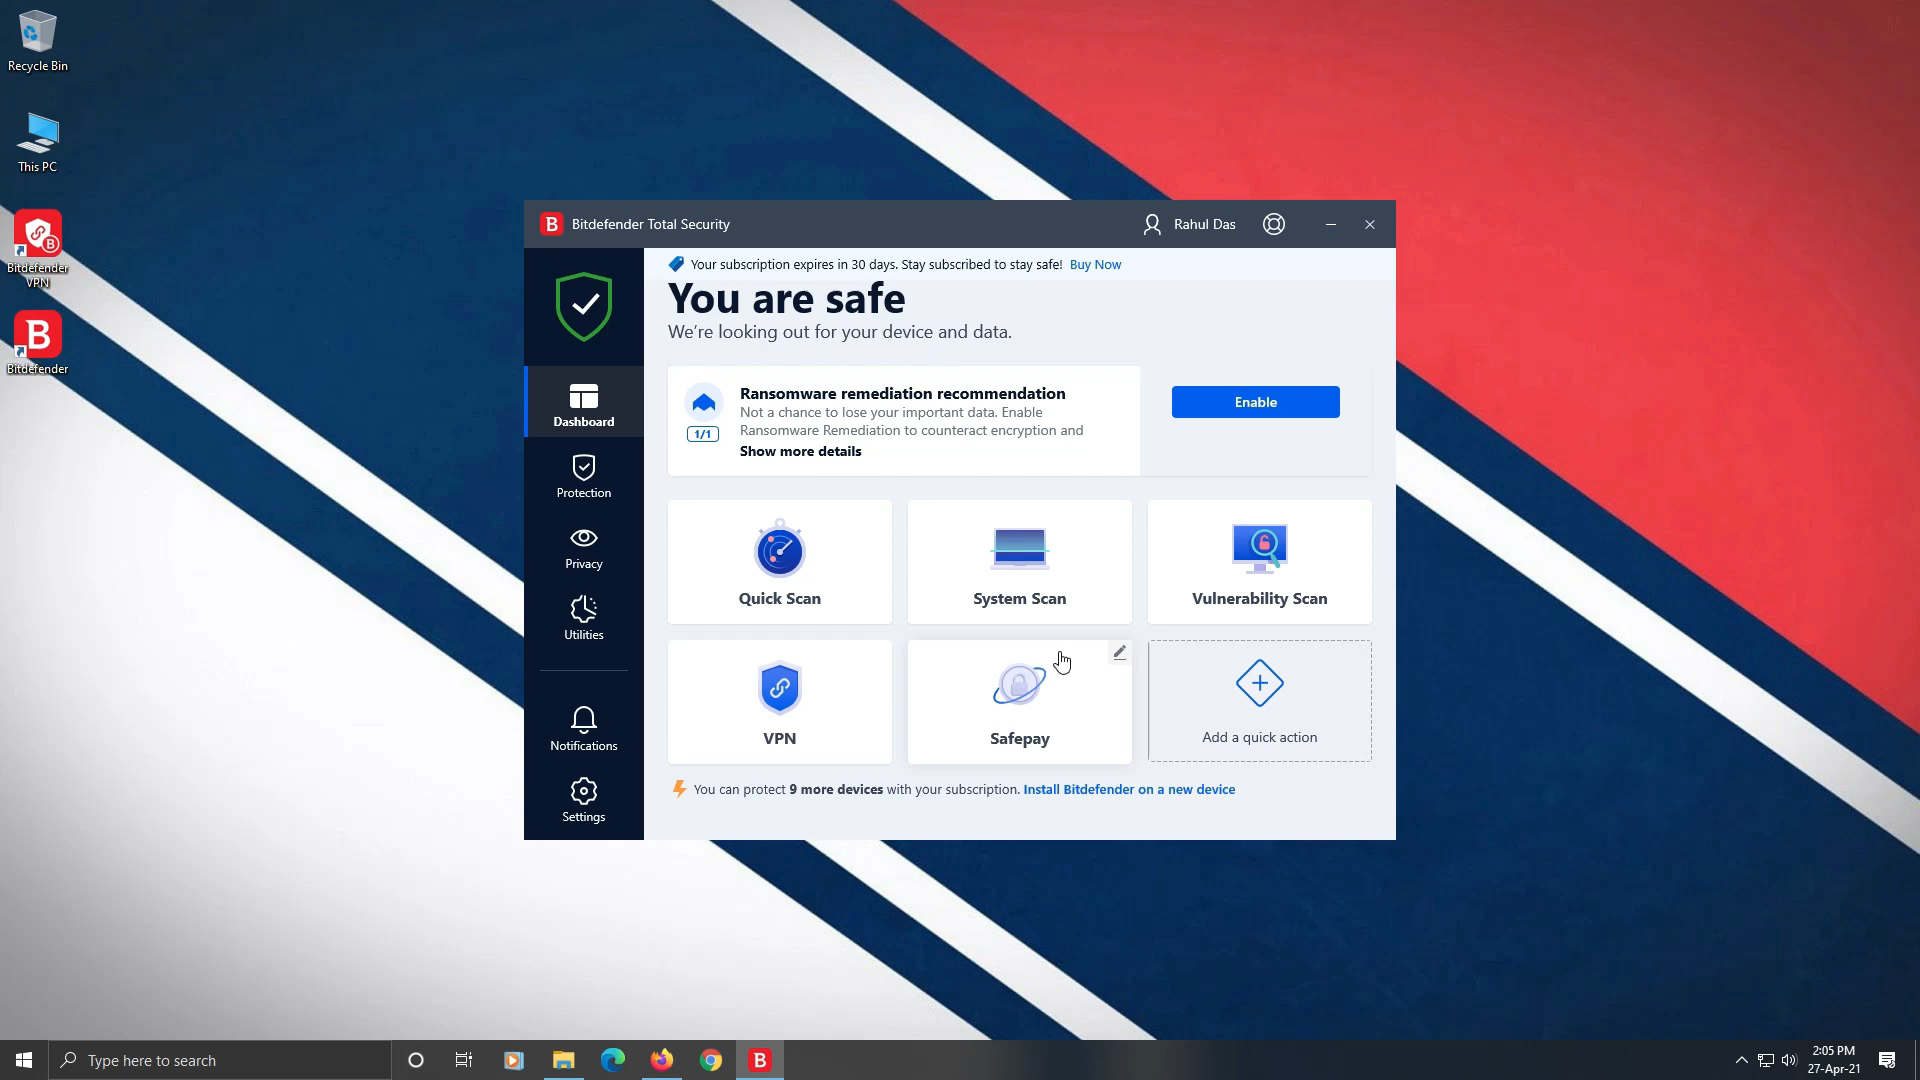 Recycle Bin
This PC
Bitdefender
VPN
Bitdefender
B Bitdefender Total Security
Rahul Das
Your subscription expires in 30 days. Stay subscribed to stay safe! Buy Now
You are safe
We're looking out for your device and data.
Ransomware remediation recommendation
Not a chance to lose your important data. Enable
1/1
Ransomware Remediation to counteract encryption and
Show more details
Enable
Dashboard
Protection
Privacy
Utilities
Notifications
Settings
Quick Scan
System Scan
Vulnerability Scan
VPN
Safepay
Add a quick action
You can protect 9 more devices with your subscription. Install Bitdefender on a new device
Type here to search
B
2:05 PM
27-Apr-21